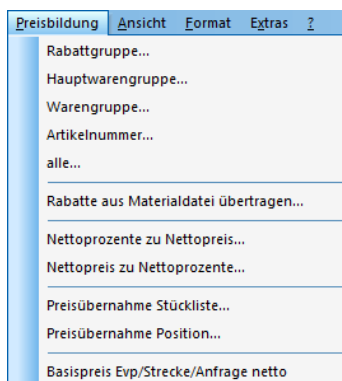 Preisbildung Ansicht Format Extras ?
Rabattgruppe...
Hauptwarengruppe...
Warengruppe...
Artikelnummer...
alle...
Rabatte aus Materialdatei übertragen...
Nettoprozente zu Nettopreis...
Nettopreis zu Nettoprozente...
Preisübernahme Stückliste...
Preisübernahme Position...
Basispreis Evp/Strecke/Anfrage netto